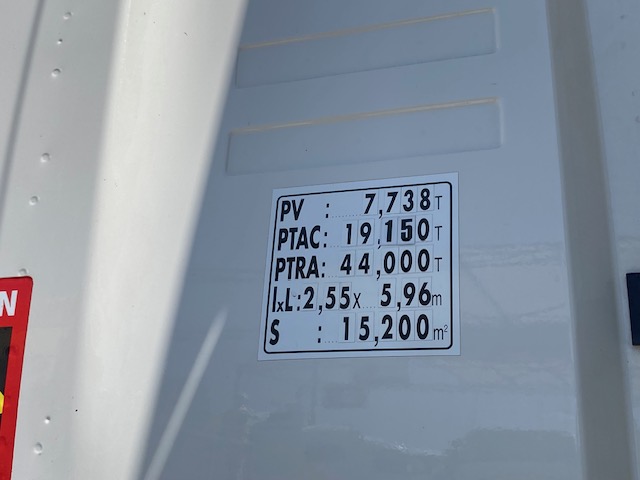 PV : 7,738 T
PTAC: 19,150 T
PTRA: 44,000 T
IxL: 2,55 x 5,96 m
S : 15,200 m²
N